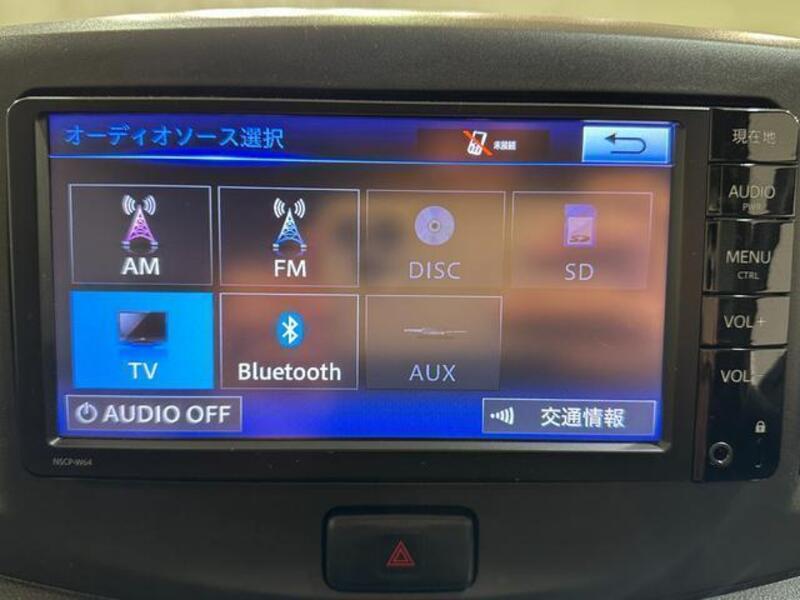 オーディオソース選択
未接続
現在地
AUDIO
PWR
AM
FM
DISC
SD
MENU
CTRL
VOL+
TV
Bluetooth
AUX
VOL-
AUDIO OFF
交通情報
NSCP-W64